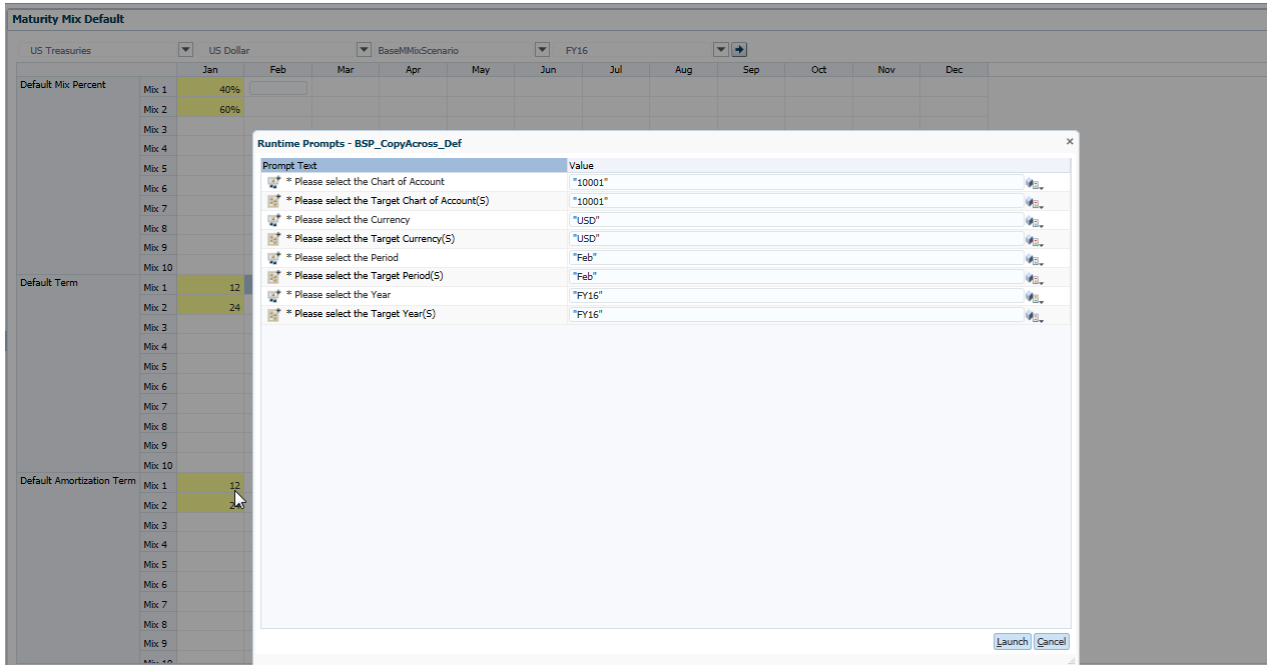 Maturity Mix Default
US Treasuries US Dollar BaseMMixScenario FY16
Jan Feb Mar Apr May Jun Jul Aug Sep Oct Nov Dec
Default Mix Percent Mix 1 40%
Mix 2 60%
Mix 3
Mix 4
Mix 5
Mix 6
Mix 7
Mix 8
Mix 9
Mix 10
Default Term Mix 1 12
Mix 2 24
Mix 3
Mix 4
Mix 5
Mix 6
Mix 7
Mix 8
Mix 9
Mix 10
Default Amortization Term Mix 1 12
Mix 2
Mix 3
Mix 4
Mix 5
Mix 6
Mix 7
Mix 8
Mix 9
Mix 10
Runtime Prompts - BSP_CopyAcross_Def ×
Prompt Text Value
* Please select the Chart of Account "10001"
* Please select the Target Chart of Account(S) "10001"
* Please select the Currency "USD"
* Please select the Target Currency(S) "USD"
* Please select the Period "Feb"
* Please select the Target Period(S) "Feb"
* Please select the Year "FY16"
* Please select the Target Year(S) "FY16"
Launch Cancel